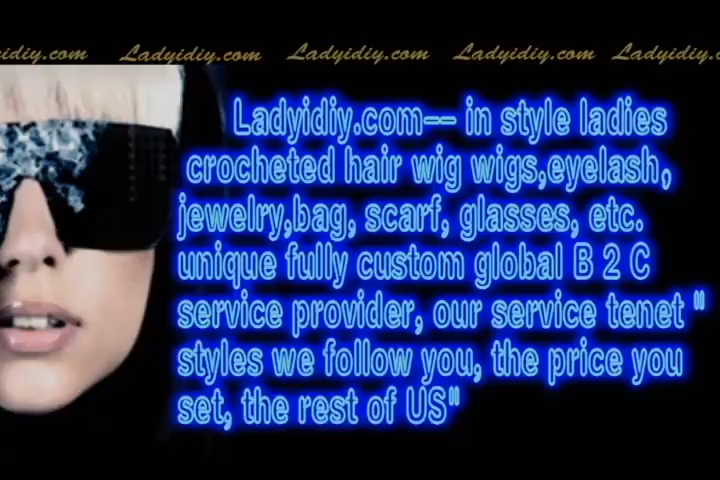 idiy.com Ladyidiy.com Ladyidiy.com Ladyidiy.com Ladyidiy.c
Ladyidiy.com-- in style ladies
crocheted hair wig wigs,eyelash,
jewelry,bag, scarf, glasses, etc.
unique fully custom global B 2 C
service provider, our service tenet "
styles we follow you, the price you
set, the rest of US"